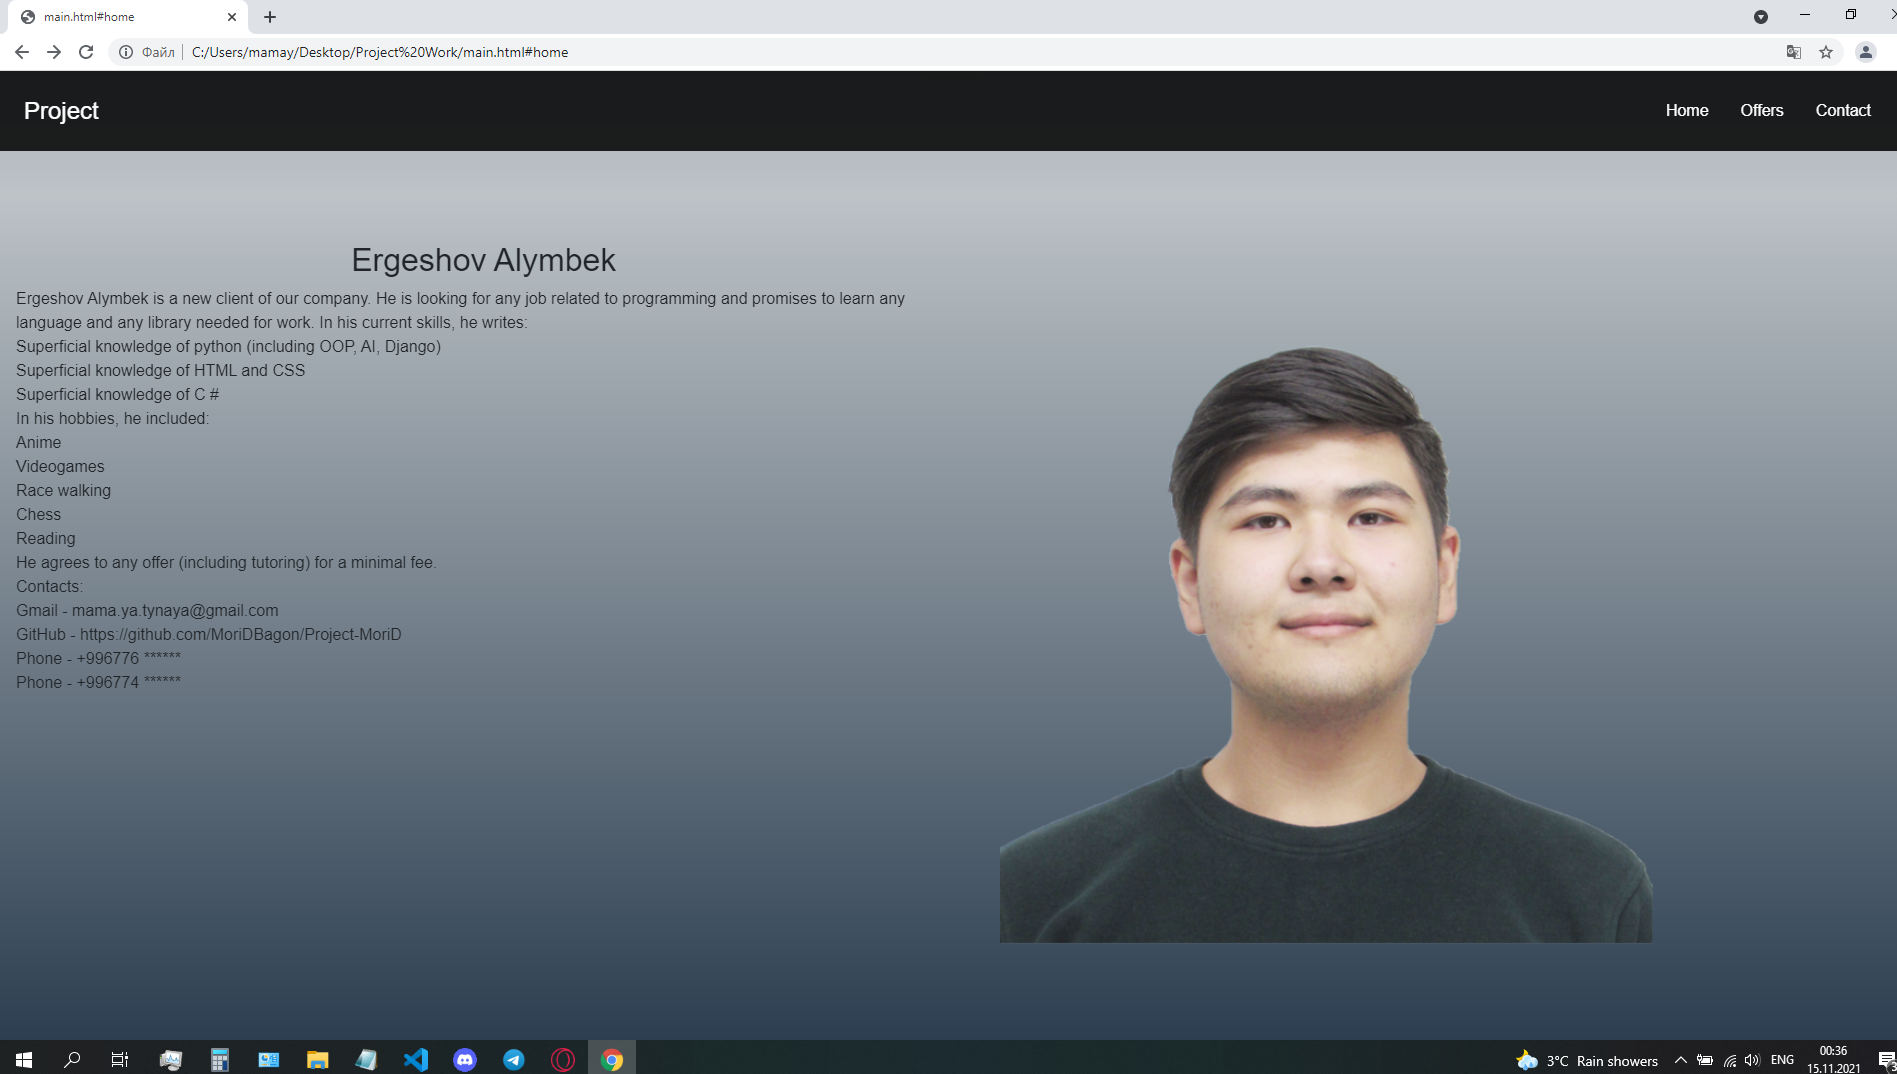 main.html#home
Файл
C:/Users/mamay/Desktop/Project%20Work/main.html#home
Project
Home
Offers
Contact
Ergeshov Alymbek
Ergeshov Alymbek is a new client of our company. He is looking for any job related to programming and promises to learn any
language and any library needed for work. In his current skills, he writes:
Superficial knowledge of python (including OOP, AI, Django)
Superficial knowledge of HTML and CSS
Superficial knowledge of C #
In his hobbies, he included:
Anime
Videogames
Race walking
Chess
Reading
He agrees to any offer (including tutoring) for a minimal fee.
Contacts:
Gmail - mama.ya.tynaya@gmail.com
GitHub - https://github.com/MoriDBagon/Project-MoriD
Phone - +996776 ******
Phone - +996774 ******
3°C Rain showers
ENG
00:36
15.11.2021